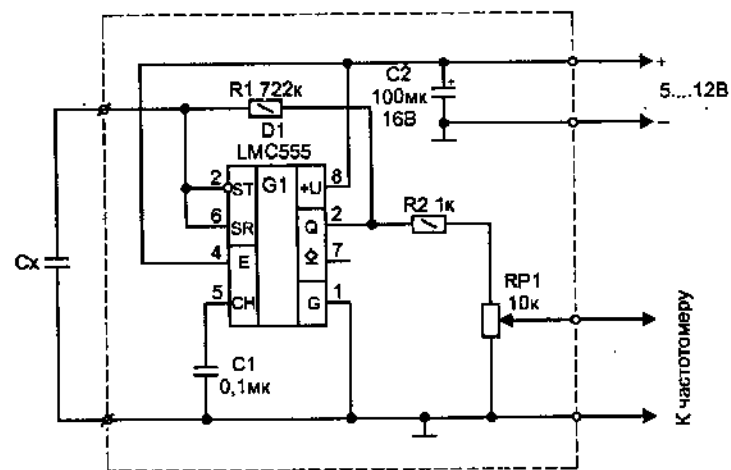 R1 722к
D1
LMC555
C2
100мк
16В
+
+
5....12В
−
2
ST
G1
+U
8
6
SR
Q
2
R2 1к
4
E
7
5
CH
G
1
Cx
RP1
10к
C1
0,1мк
К частотомеру